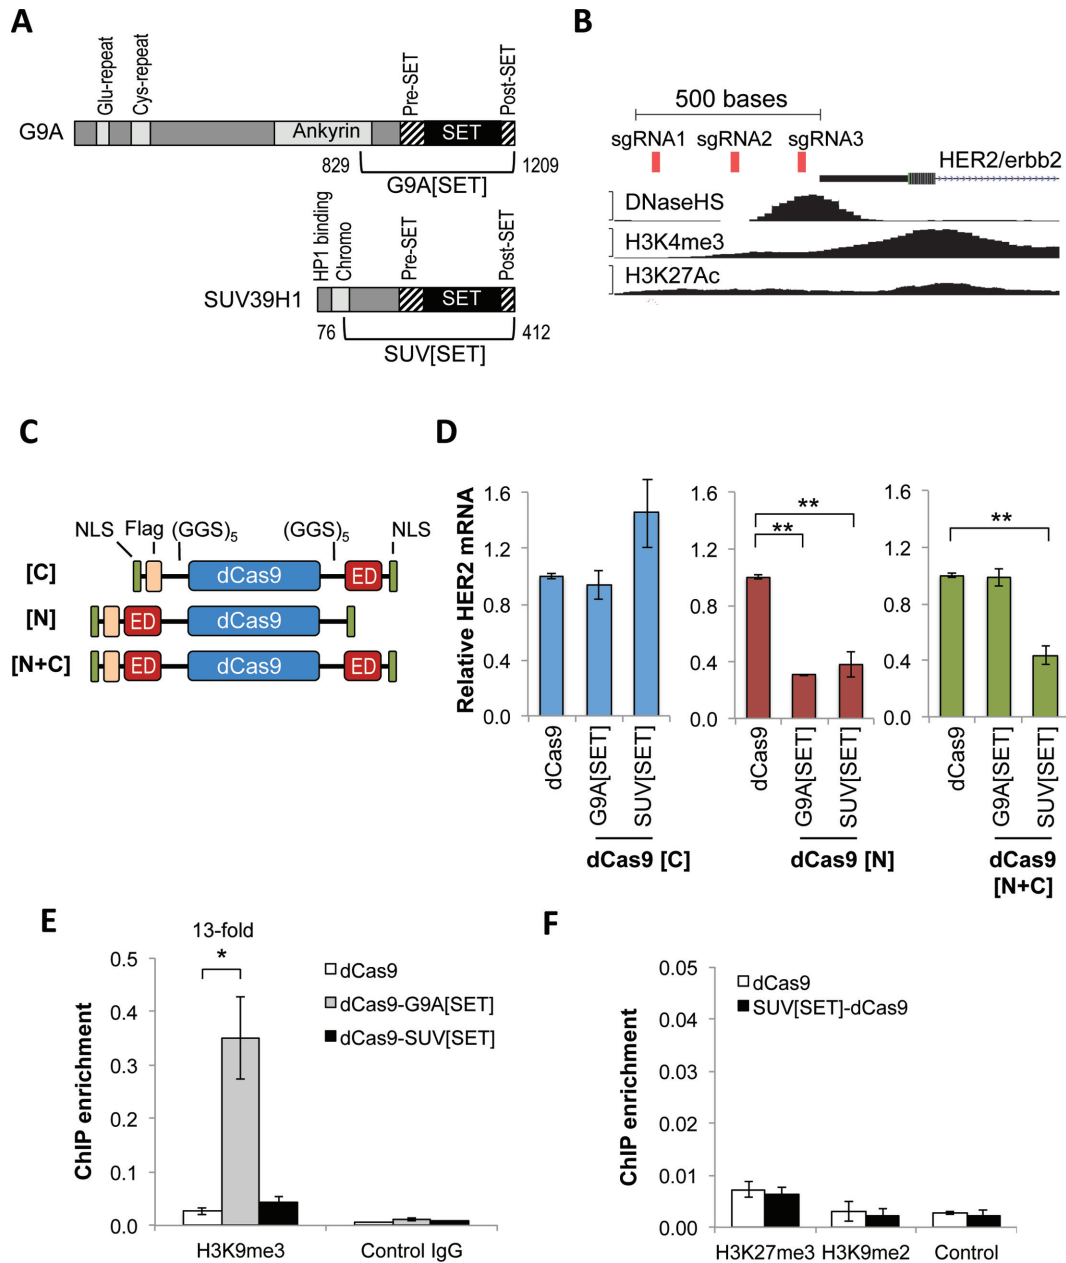 A
Glu-repeat
Cys-repeat
Pre-SET
Post-SET
G9A
Ankyrin
SET
829
1209
G9A[SET]
HP1 binding
Chromo
Pre-SET
Post-SET
SUV39H1
SET
76
412
SUV[SET]
B
500 bases
sgRNA1
sgRNA2
sgRNA3
HER2/erbb2
DNaseHS
H3K4me3
H3K27Ac
C
NLS
Flag
(GGS)5
(GGS)5
NLS
[C]
dCas9
ED
[N]
ED
dCas9
[N+C]
ED
dCas9
ED
D
Relative HER2 mRNA
1.6
1.2
0.8
0.4
0.0
dCas9
G9A[SET]
SUV[SET]
dCas9 [C]
1.6
1.2
0.8
0.4
0.0
**
**
dCas9
G9A[SET]
SUV[SET]
dCas9 [N]
1.6
1.2
0.8
0.4
0.0
**
dCas9
G9A[SET]
SUV[SET]
dCas9
[N+C]
E
13-fold
*
ChIP enrichment
0.5
0.4
0.3
0.2
0.1
0.0
dCas9
dCas9-G9A[SET]
dCas9-SUV[SET]
H3K9me3
Control IgG
F
ChIP enrichment
0.05
0.04
0.03
0.02
0.01
0.00
dCas9
SUV[SET]-dCas9
H3K27me3
H3K9me2
Control